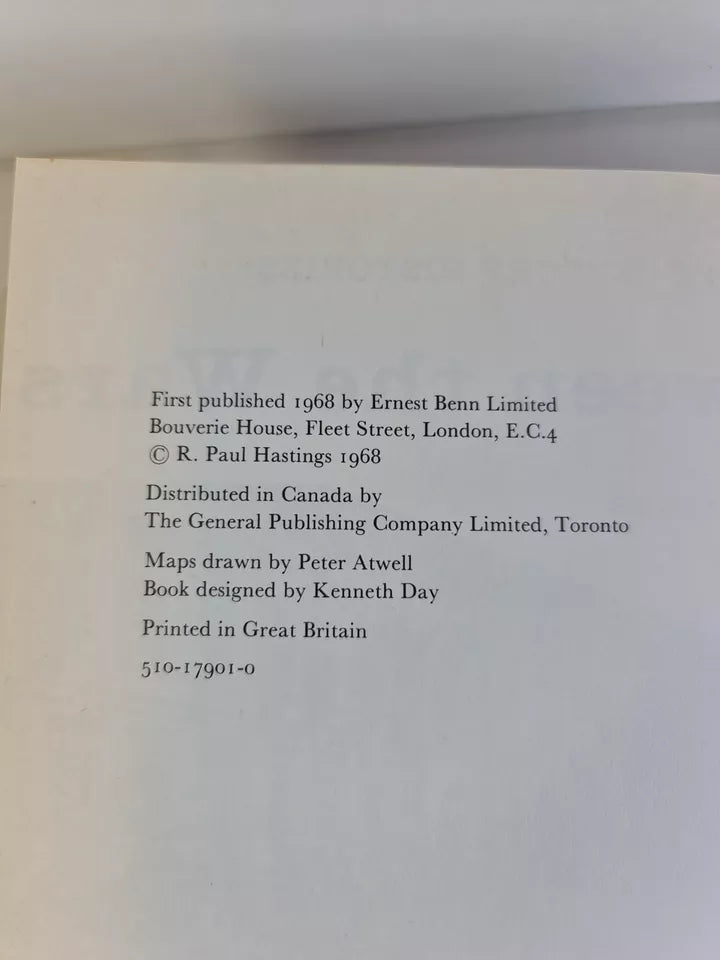 First published 1968 by Ernest Benn Limited
Bouverie House, Fleet Street, London, E.C.4
© R. Paul Hastings 1968
Distributed in Canada by
The General Publishing Company Limited, Toronto
Maps drawn by Peter Atwell
Book designed by Kenneth Day
Printed in Great Britain
510-17901-0